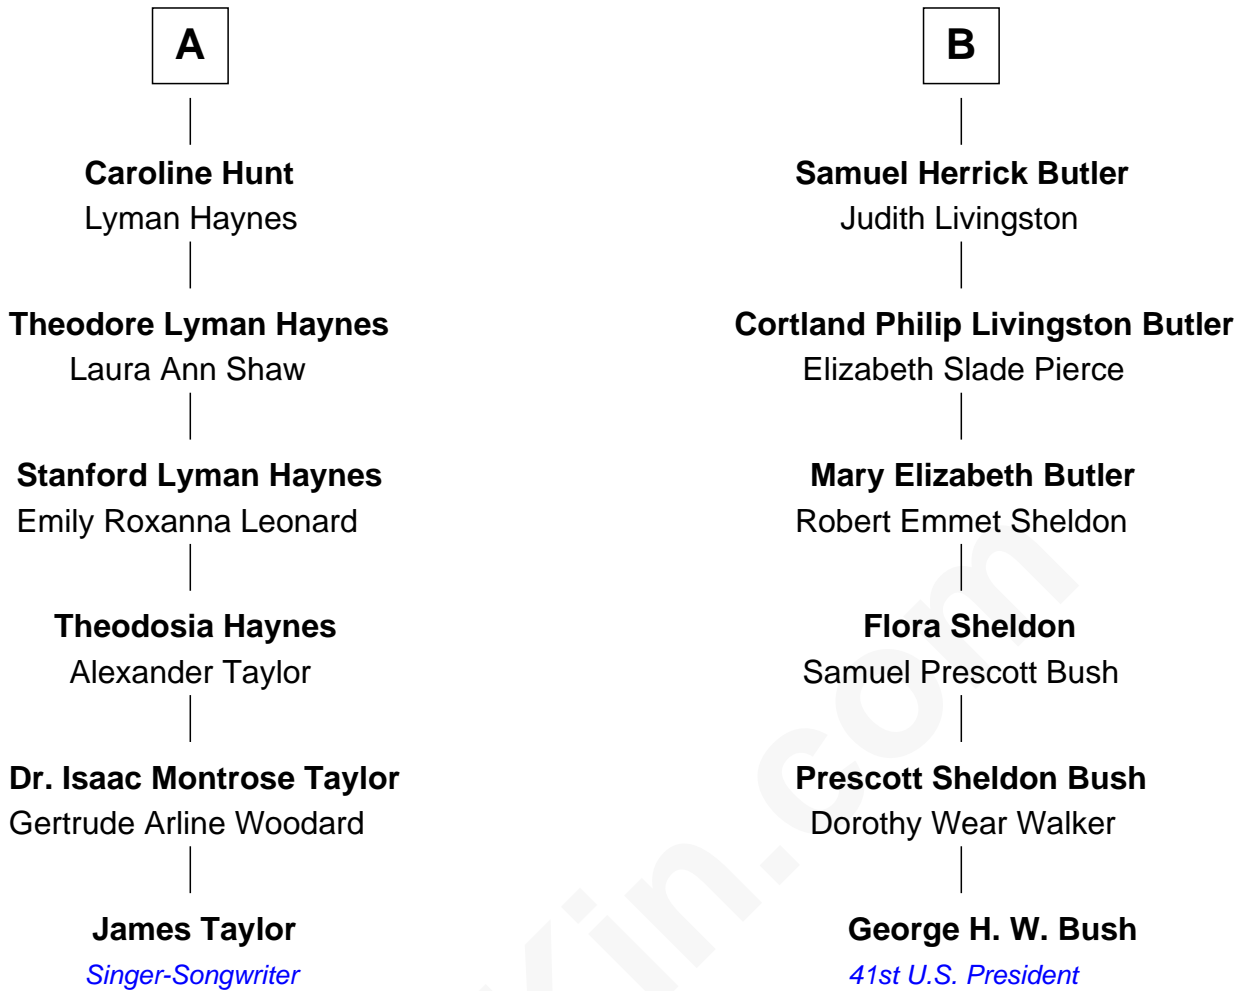 A
Caroline Hunt
Lyman Haynes
Theodore Lyman Haynes
Laura Ann Shaw
Stanford Lyman Haynes
Emily Roxanna Leonard
Theodosia Haynes
Alexander Taylor
Dr. Isaac Montrose Taylor
Gertrude Arline Woodard
James Taylor
Singer-Songwriter
B
Samuel Herrick Butler
Judith Livingston
Cortland Philip Livingston Butler
Elizabeth Slade Pierce
Mary Elizabeth Butler
Robert Emmet Sheldon
Flora Sheldon
Samuel Prescott Bush
Prescott Sheldon Bush
Dorothy Wear Walker
George H. W. Bush
41st U.S. President
Kin.com